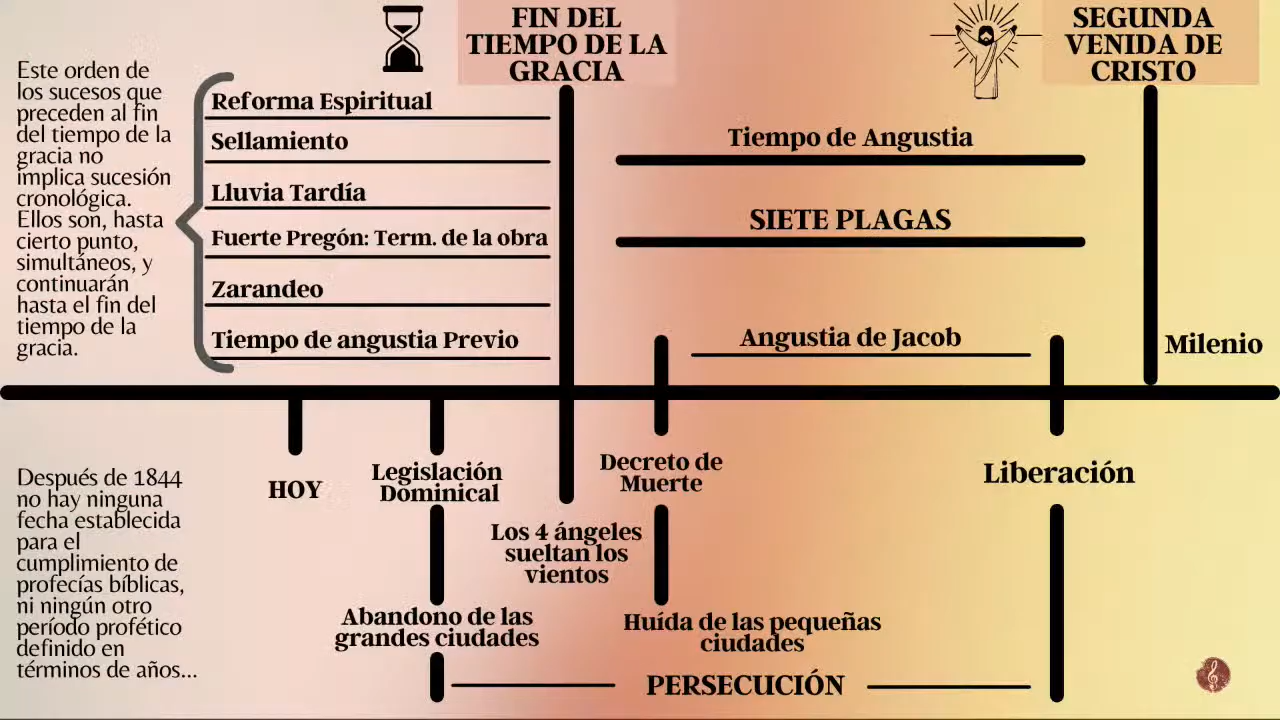 FIN DEL
TIEMPO DE LA
GRACIA
SEGUNDA
VENIDA DE
CRISTO
Este orden de
los sucesos que
preceden al fin
del tiempo de la
gracia no
implica sucesión
cronológica.
Ellos son, hasta
cierto punto,
simultáneos, y
continuarán
hasta el fin del
tiempo de la
gracia.
Reforma Espiritual
Sellamiento
Lluvia Tardía
Fuerte Pregón: Term. de la obra
Zarandeo
Tiempo de angustia Previo
Tiempo de Angustia
SIETE PLAGAS
Angustia de Jacob
Milenio
Después de 1844
no hay ninguna
fecha establecida
para el
cumplimiento de
profecías bíblicas,
ni ningún otro
período profético
definido en
términos de años...
HOY
Legislación
Dominical
Decreto de
Muerte
Liberación
Los 4 ángeles
sueltan los
vientos
Abandono de las
grandes ciudades
Huída de las pequeñas
ciudades
PERSECUCIÓN